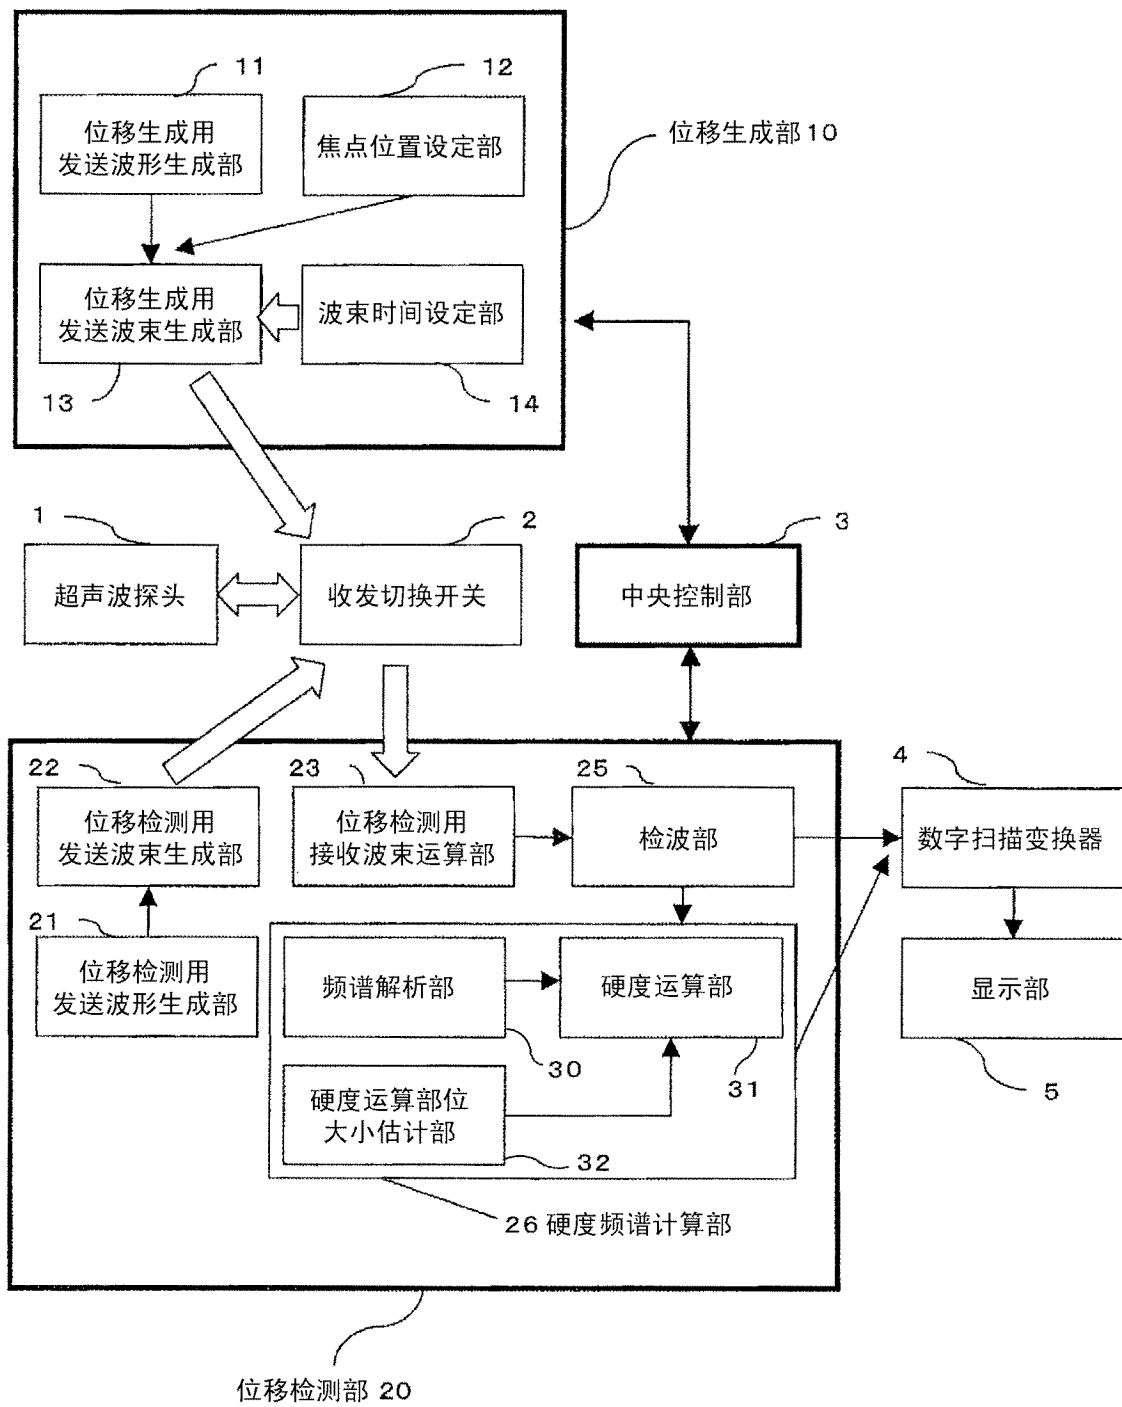 11
12
位移生成用
发送波形生成部
焦点位置设定部
位移生成部10
位移生成用
发送波束生成部
波束时间设定部
13
14
1
2
3
超声波探头
收发切换开关
中央控制部
22
23
25
4
位移检测用
发送波束生成部
位移检测用
接收波束运算部
检波部
数字扫描变换器
21
位移检测用
发送波形生成部
频谱解析部
硬度运算部
显示部
30
31
5
硬度运算部位
大小估计部
32
26 硬度频谱计算部
位移检测部 20